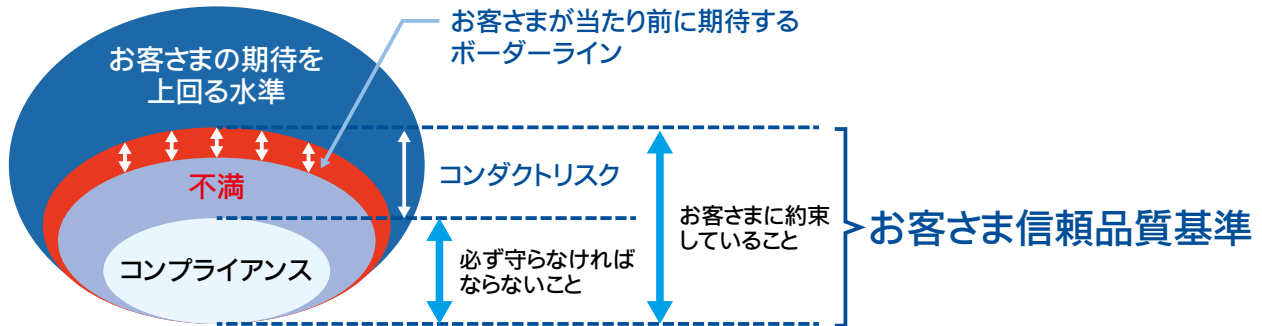 お客さまが当たり前に期待する
ボーダーライン
お客さまの期待を
上回る水準
不満
コンダクトリスク
お客さまに約束
していること
お客さま信頼品質基準
コンプライアンス
必ず守らなければ
ならないこと